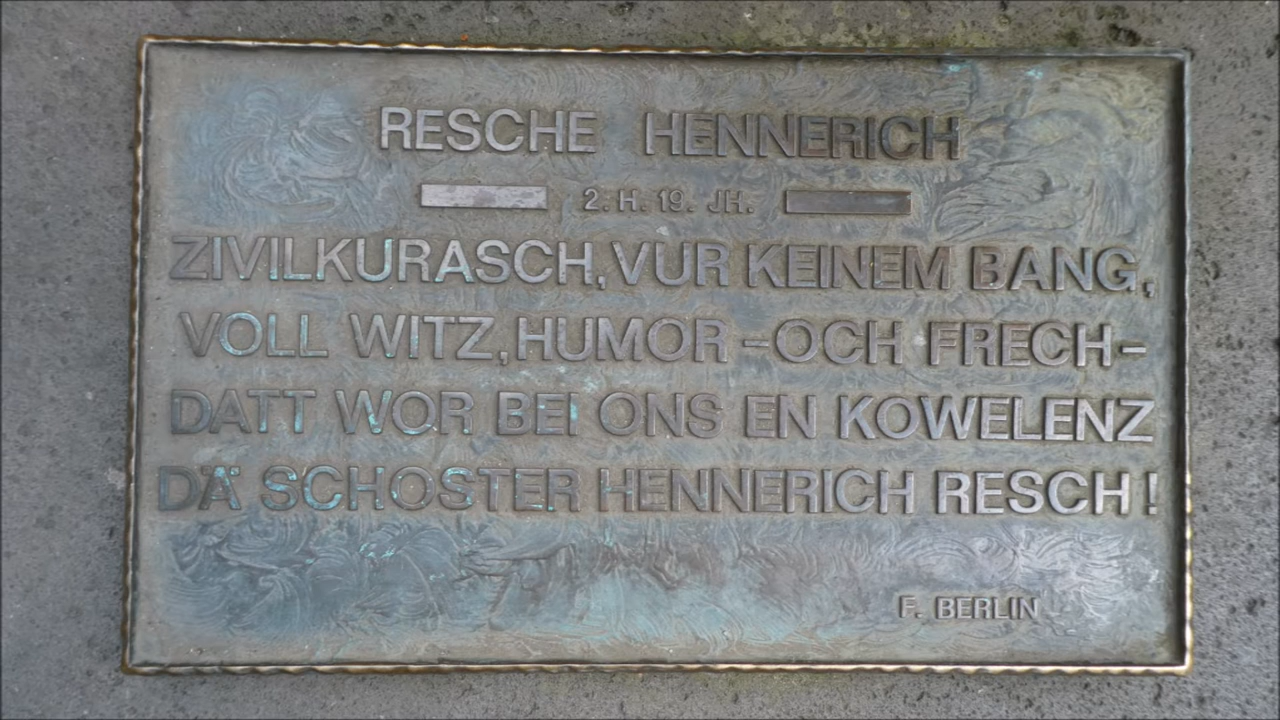 RESCHE HENNERICH
2. H. 19. JH.
ZIVILKURASCH, VUR KEINEM BANG,
VOLL WITZ, HUMOR -OCH FRECH-
DATT WOR BEI ONS EN KOWELENZ
DÄ SCHOSTER HENNERICH RESCH!
F. BERLIN